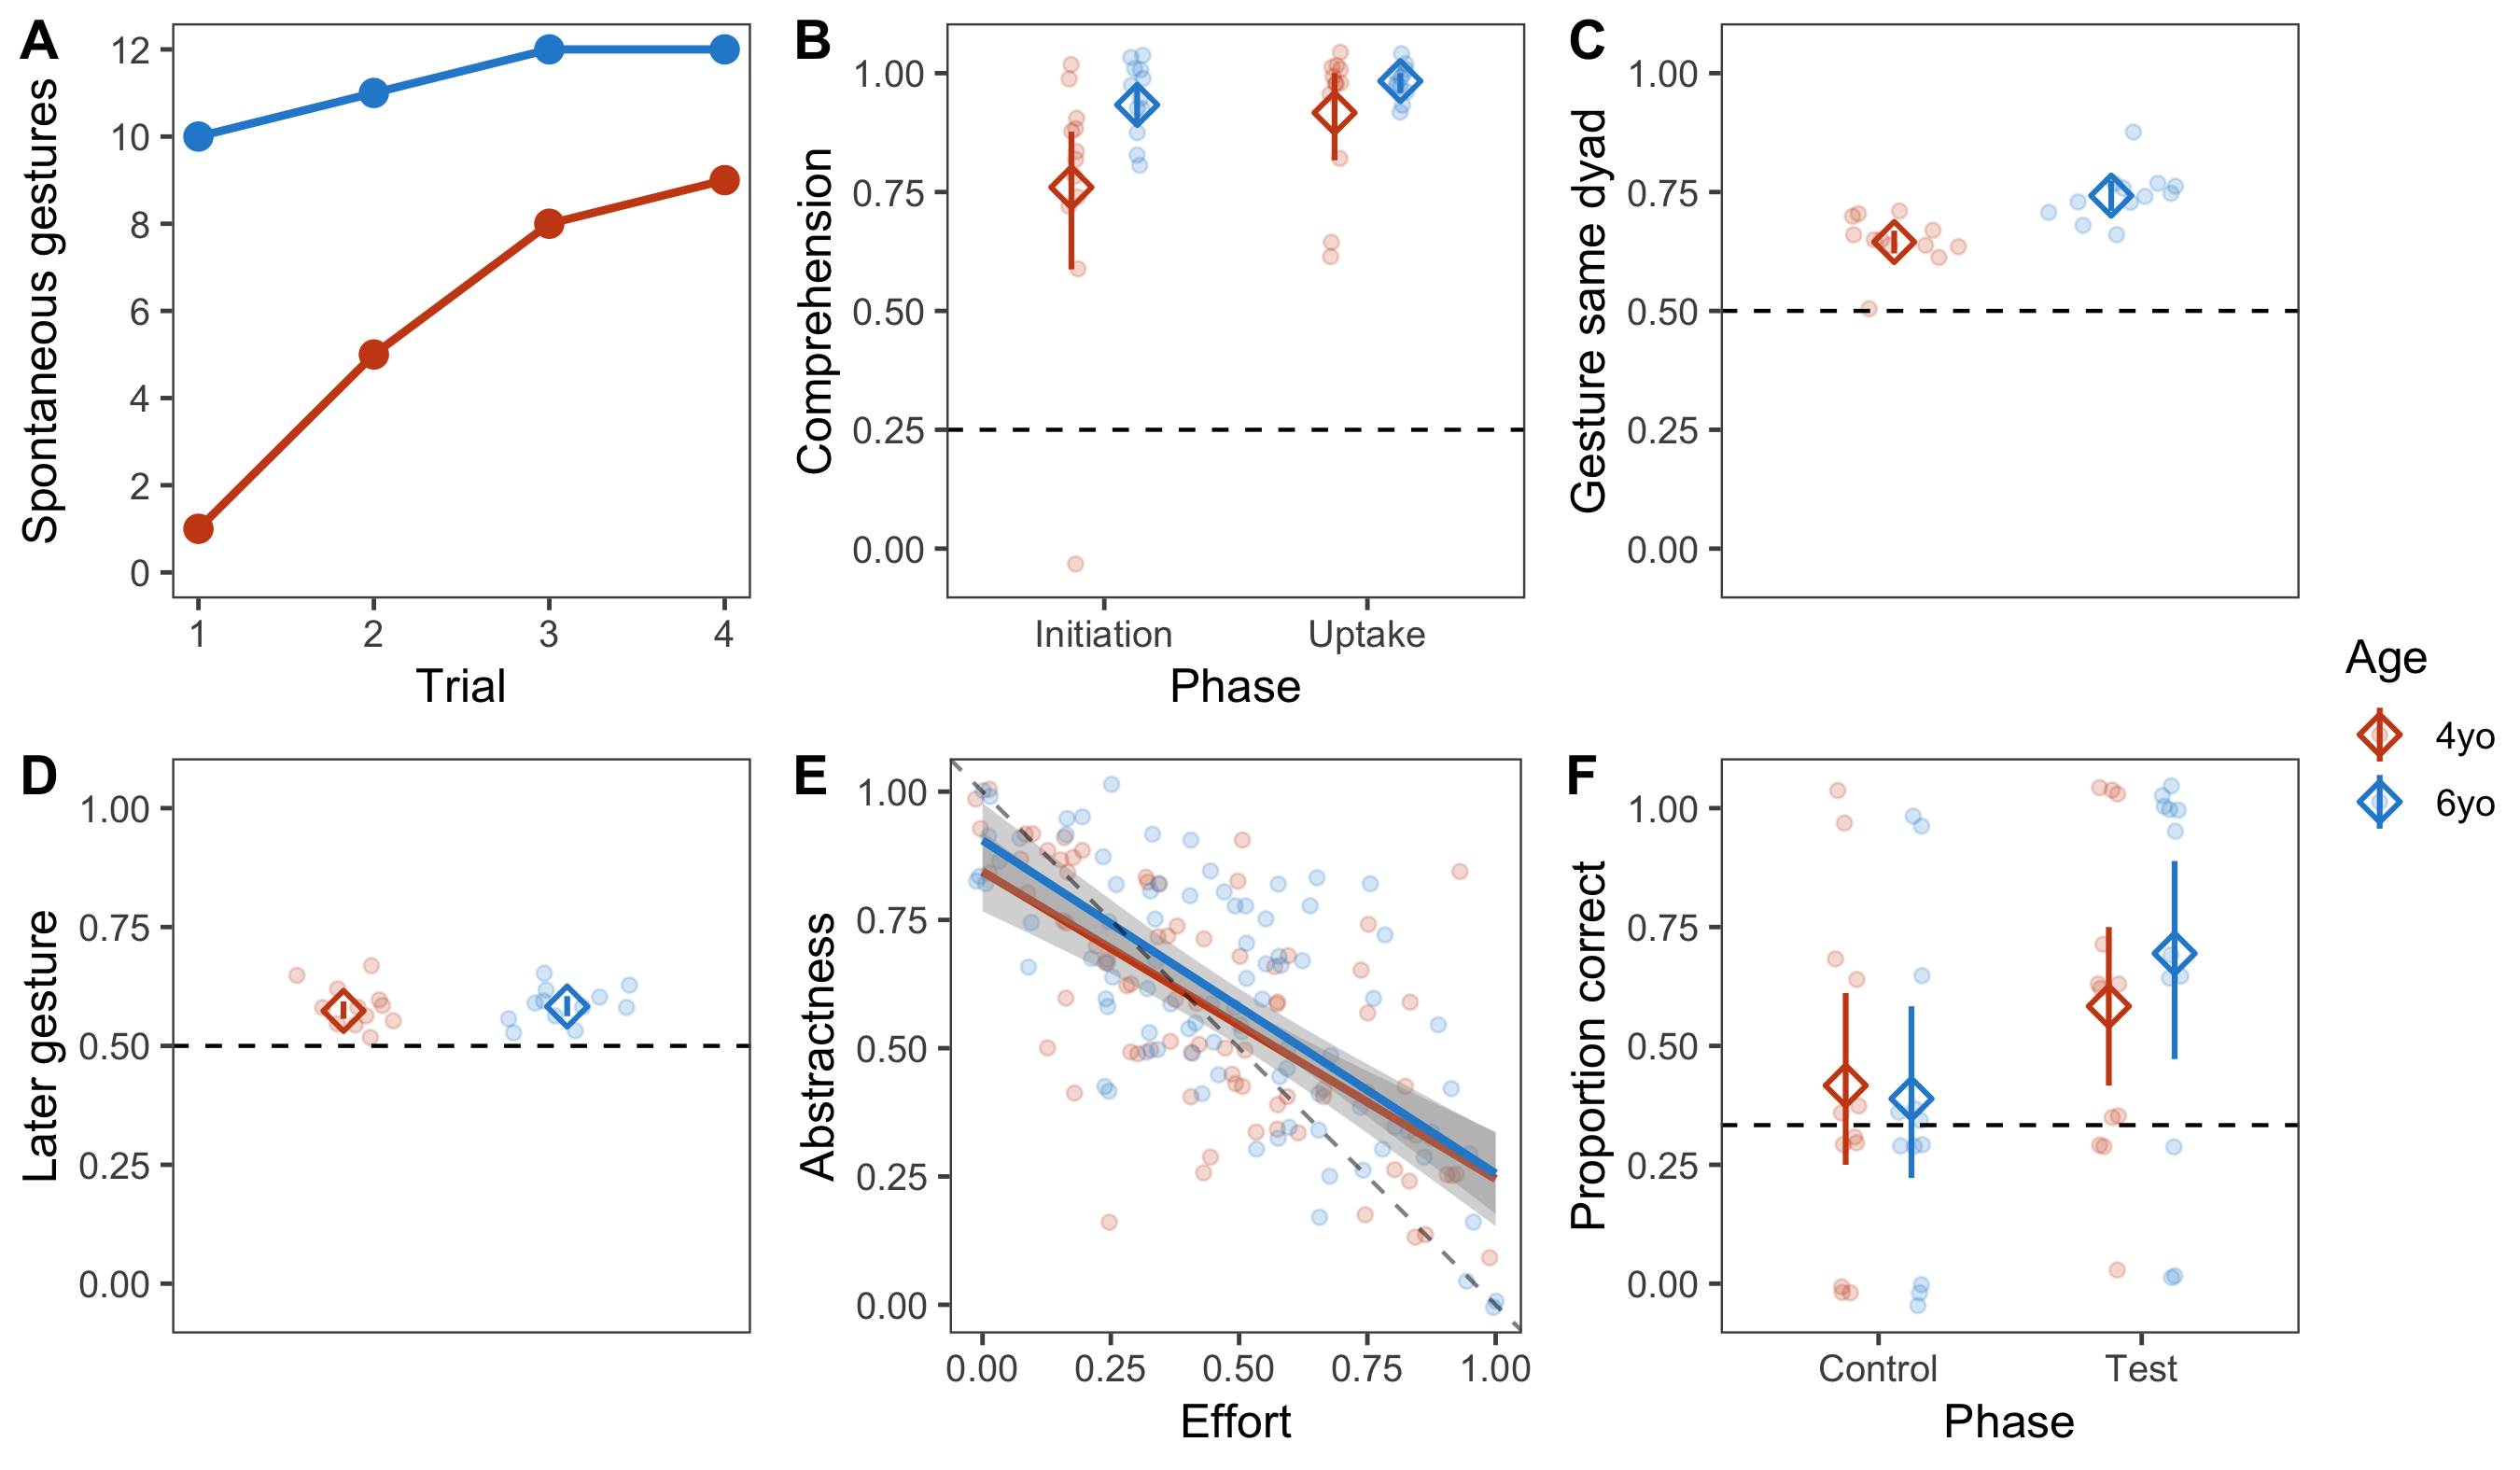 A
Spontaneous gestures
12
10
8
6
4
2
0
1 2 3 4
Trial
B
Comprehension
1.00
0.75
0.50
0.25
0.00
Initiation Uptake
Phase
C
Gesture same dyad
1.00
0.75
0.50
0.25
0.00
D
Later gesture
1.00
0.75
0.50
0.25
0.00
E
Abstractness
1.00
0.75
0.50
0.25
0.00
0.00 0.25 0.50 0.75 1.00
Effort
F
Proportion correct
1.00
0.75
0.50
0.25
0.00
Control Test
Phase
Age
4yo
6yo